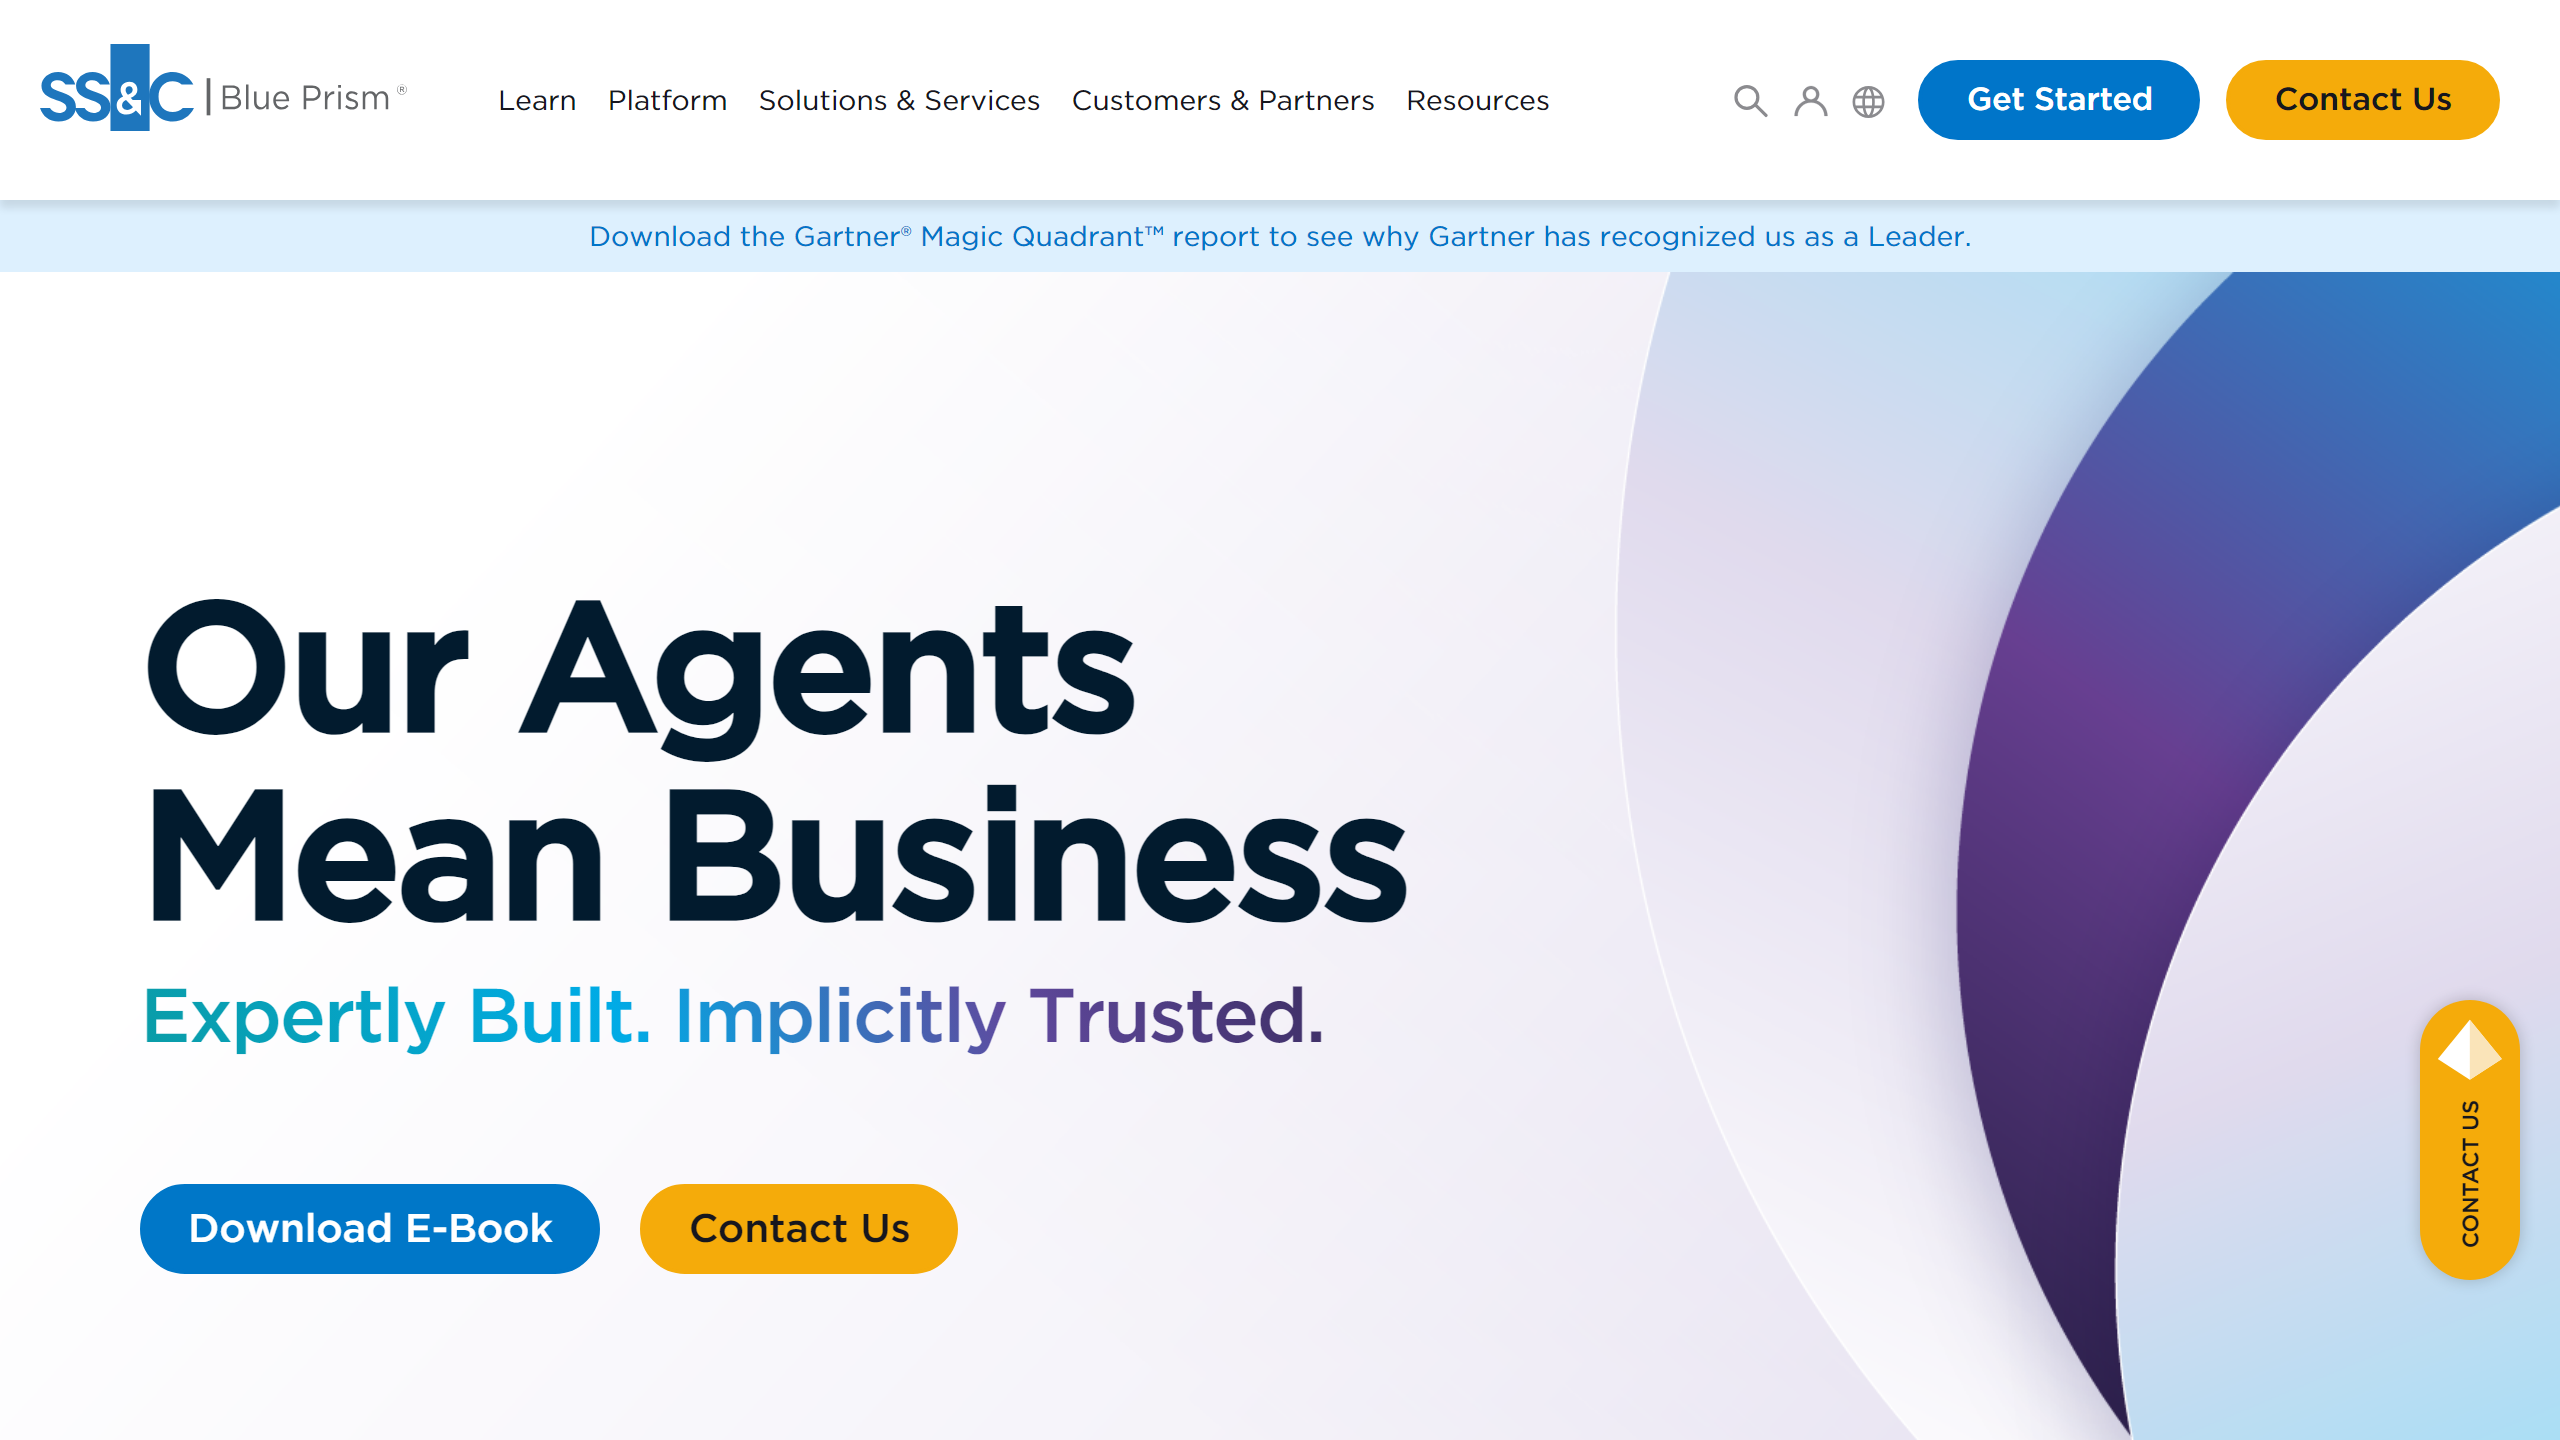 SS&C | Blue Prism ®
Learn Platform Solutions & Services Customers & Partners Resources
Get Started
Contact Us
Download the Gartner® Magic Quadrant™ report to see why Gartner has recognized us as a Leader.
Our Agents
Mean Business
Expertly Built. Implicitly Trusted.
Download E-Book
Contact Us
CONTACT US